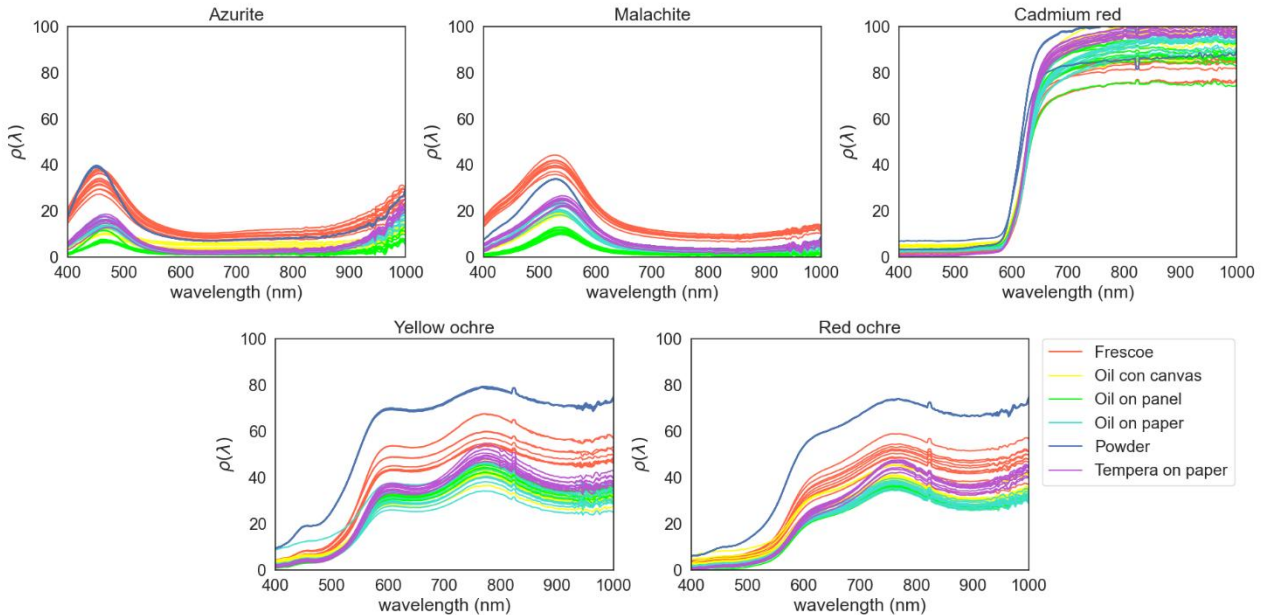 Azurite
Malachite
Cadmium red
100
80
60
40
20
0
ρ(λ)
400 500 600 700 800 900 1000
wavelength (nm)
100
80
60
40
20
0
ρ(λ)
400 500 600 700 800 900 1000
wavelength (nm)
100
80
60
40
20
0
ρ(λ)
400 500 600 700 800 900 1000
wavelength (nm)
Yellow ochre
Red ochre
100
80
60
40
20
0
ρ(λ)
400 500 600 700 800 900 1000
wavelength (nm)
100
80
60
40
20
0
ρ(λ)
400 500 600 700 800 900 1000
wavelength (nm)
Frescoe
Oil con canvas
Oil on panel
Oil on paper
Powder
Tempera on paper